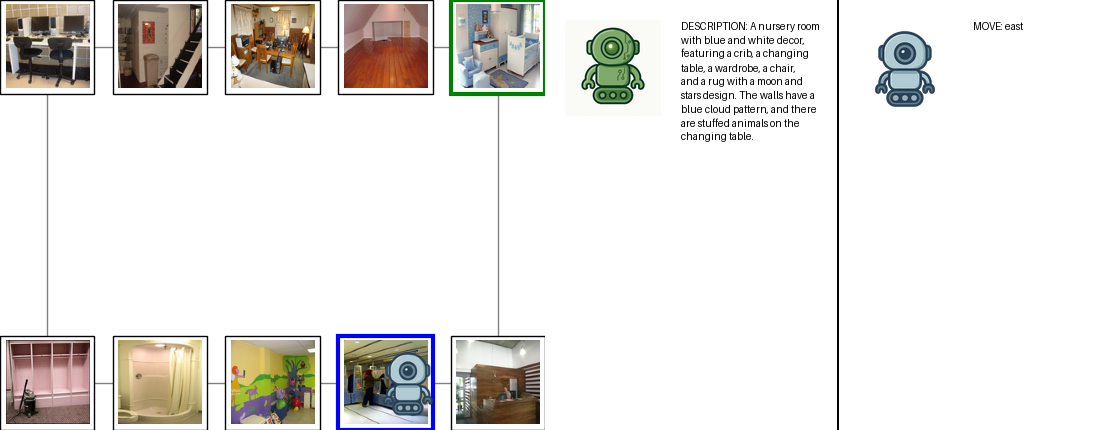 DESCRIPTION: A nursery room
with blue and white decor,
featuring a crib, a changing
table, a wardrobe, a chair,
and a rug with a moon and
stars design. The walls have a
blue cloud pattern, and there
are stuffed animals on the
changing table.
MOVE: east